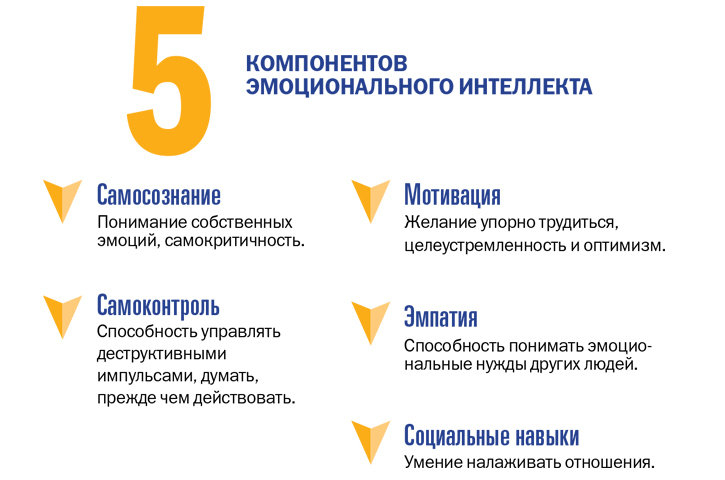 5
КОМПОНЕНТОВ
ЭМОЦИОНАЛЬНОГО ИНТЕЛЛЕКТА
Самосознание
Понимание собственных
эмоций, самокритичность.
Самоконтроль
Способность управлять
деструктивными
импульсами, думать,
прежде чем действовать.
Мотивация
Желание упорно трудиться,
целеустремленность и оптимизм.
Эмпатия
Способность понимать эмоцио-
нальные нужды других людей.
Социальные навыки
Умение налаживать отношения.